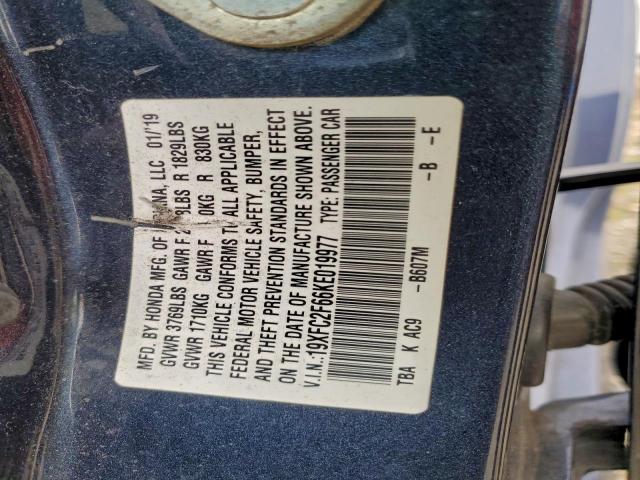 MFD. BY HONDA MFG. OF INDIANA, LLC 01/'19
GVWR 3769LBS GAWR F LBS R 1829LBS
GVWR 1710KG GAWR F 0KG R 830KG
THIS VEHICLE CONFORMS TO ALL APPLICABLE
FEDERAL MOTOR VEHICLE SAFETY, BUMPER,
AND THEFT PREVENTION STANDARDS IN EFFECT
ON THE DATE OF MANUFACTURE SHOWN ABOVE.
V.I.N.:19XFC2F66KE019977 TYPE: PASSENGER CAR
TBA K AC9 -B607M -B -E